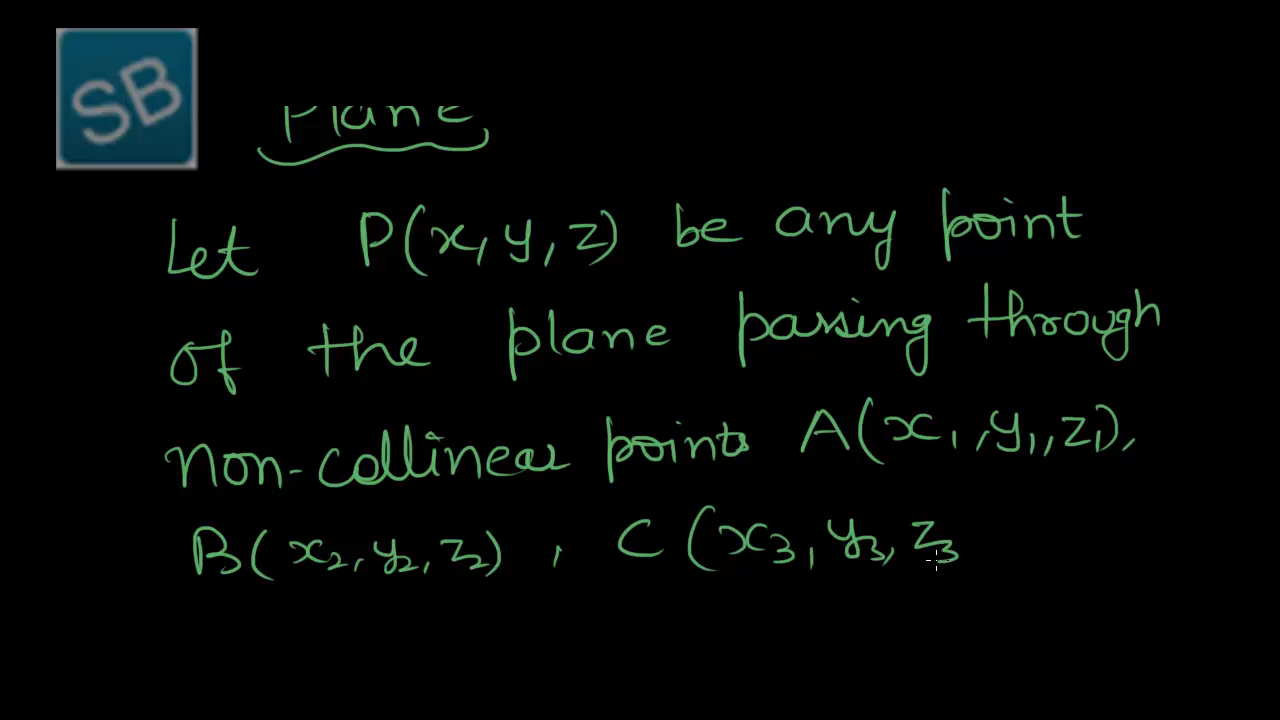 SB
Plane
Let P(x, y, z) be any point
of the plane passing through
non-collinear points A(x₁, y₁, z₁),
B(x₂, y₂, z₂), C(x₃, y₃, z₃